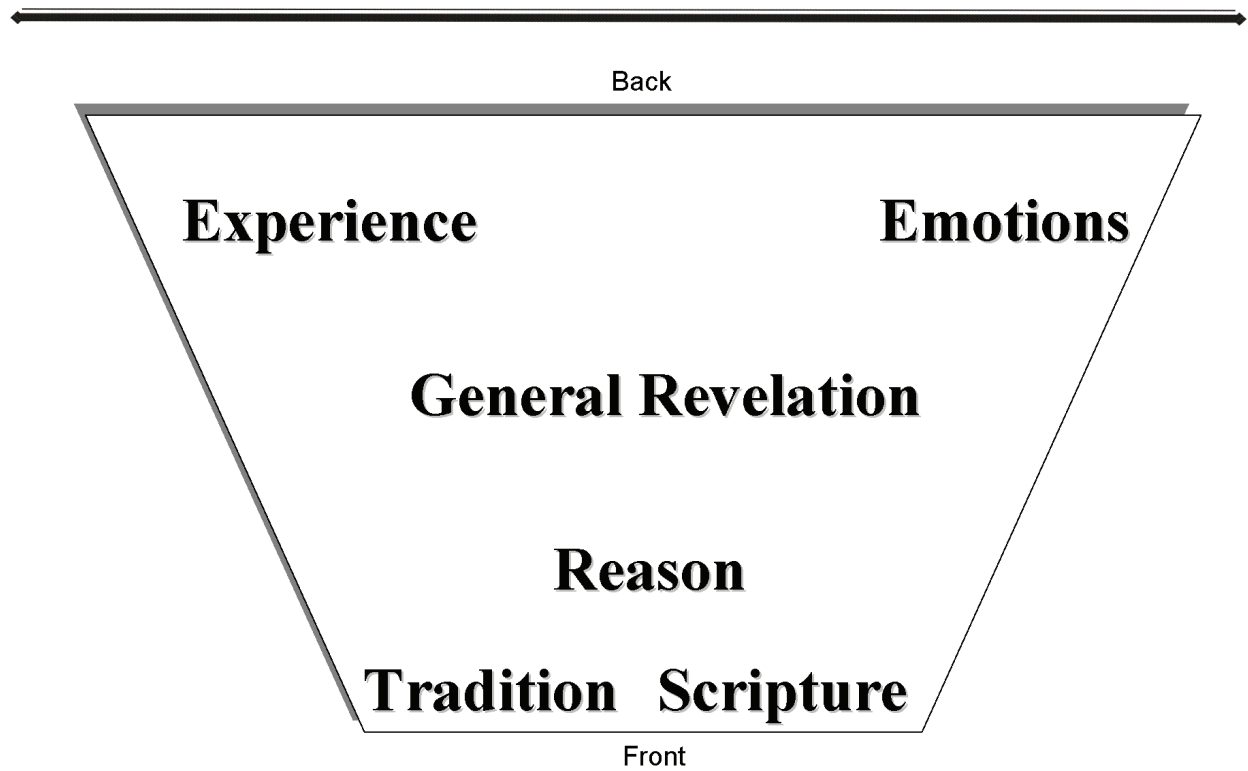 Back
Experience Emotions
General Revelation
Reason
Tradition Scripture
Front